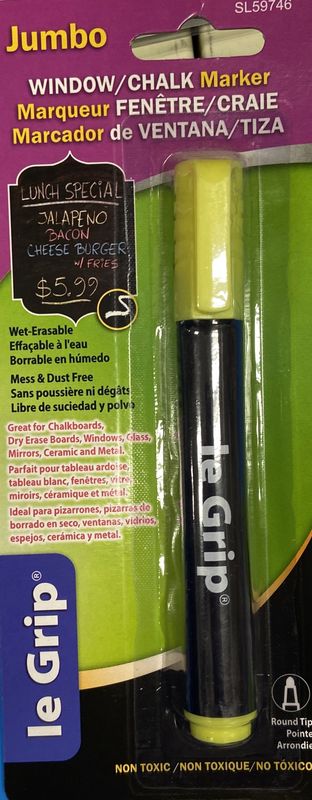 SL59746
Jumbo
WINDOW/CHALK Marker
Marqueur FENÊTRE/CRAIE
Marcador de VENTANA/TIZA
LUNCH SPECIAL
JALAPENO
BACON
CHEESE BURGER
w/ FRIES
$5.99
Wet-Erasable
Effaçable à l'eau
Borrable en húmedo
Mess & Dust Free
Sans poussière ni dégâts
Libre de suciedad y polvo
Great for Chalkboards,
Dry Erase Boards, Windows, Glass,
Mirrors, Ceramic and Metal.
Parfait pour tableau ardoise,
tableau blanc, fenêtres, vitre,
miroirs, céramique et métal.
Ideal para pizarrones, pizarras de
borrado en seco, ventanas, vidrios,
espejos, cerámica y metal.
le Grip®
le Grip®
Round Tip
Pointe
Arrondie
NON TOXIC / NON TOXIQUE / NO TÓXICO